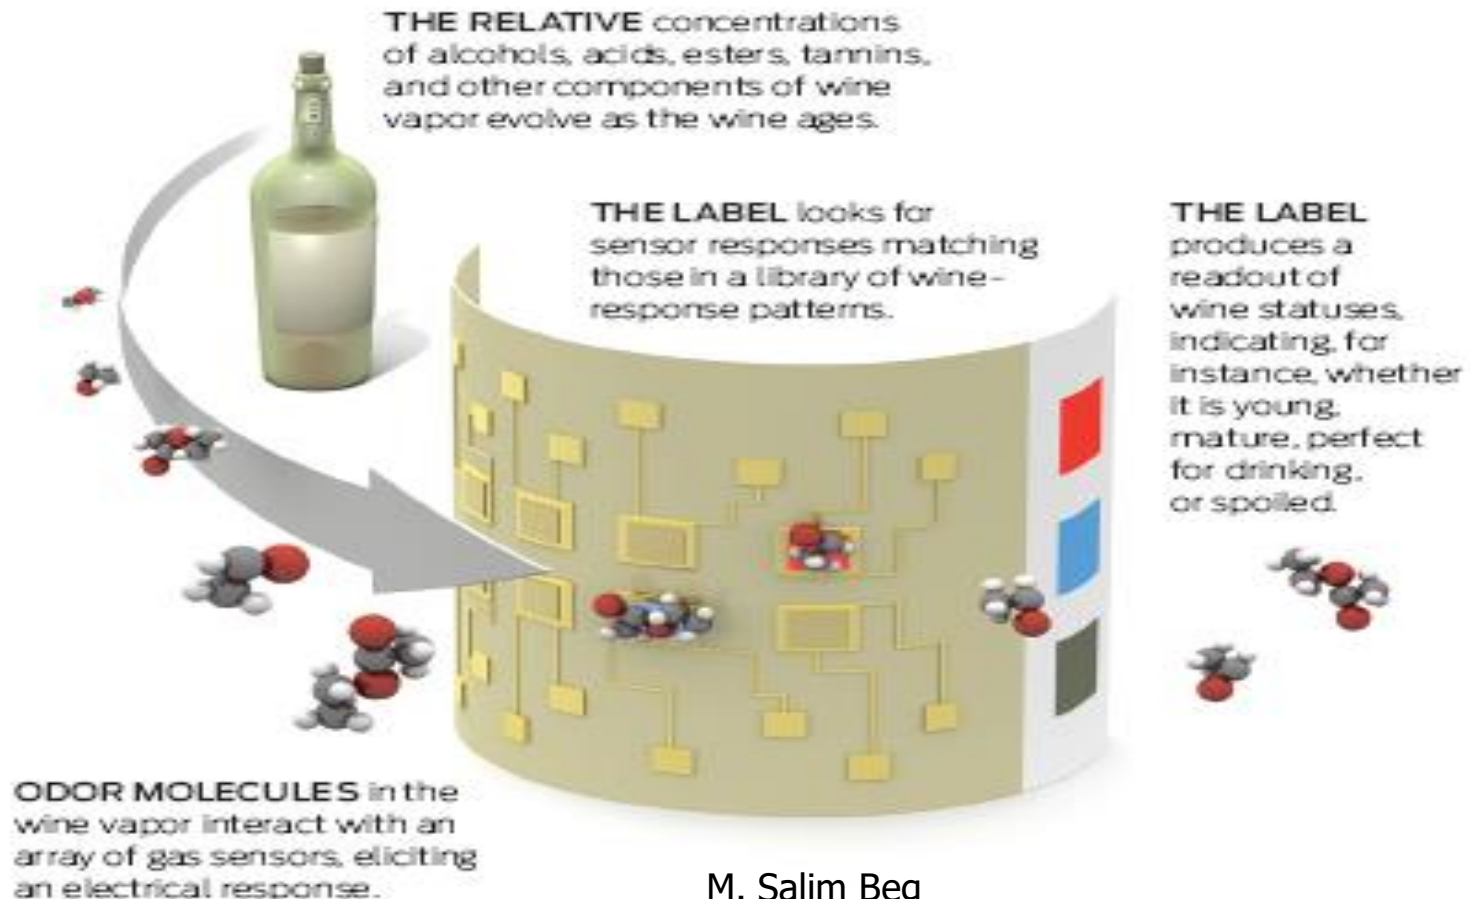 THE RELATIVE concentrations
of alcohols, acids, esters, tannins,
and other components of wine
vapor evolve as the wine ages.
THE LABEL looks for
sensor responses matching
those in a library of wine-
response patterns.
THE LABEL
produces a
readout of
wine statuses,
indicating, for
instance, whether
it is young,
mature, perfect
for drinking,
or spoiled.
ODOR MOLECULES in the
wine vapor interact with an
array of gas sensors, eliciting
an electrical response.
M. Salim Beg